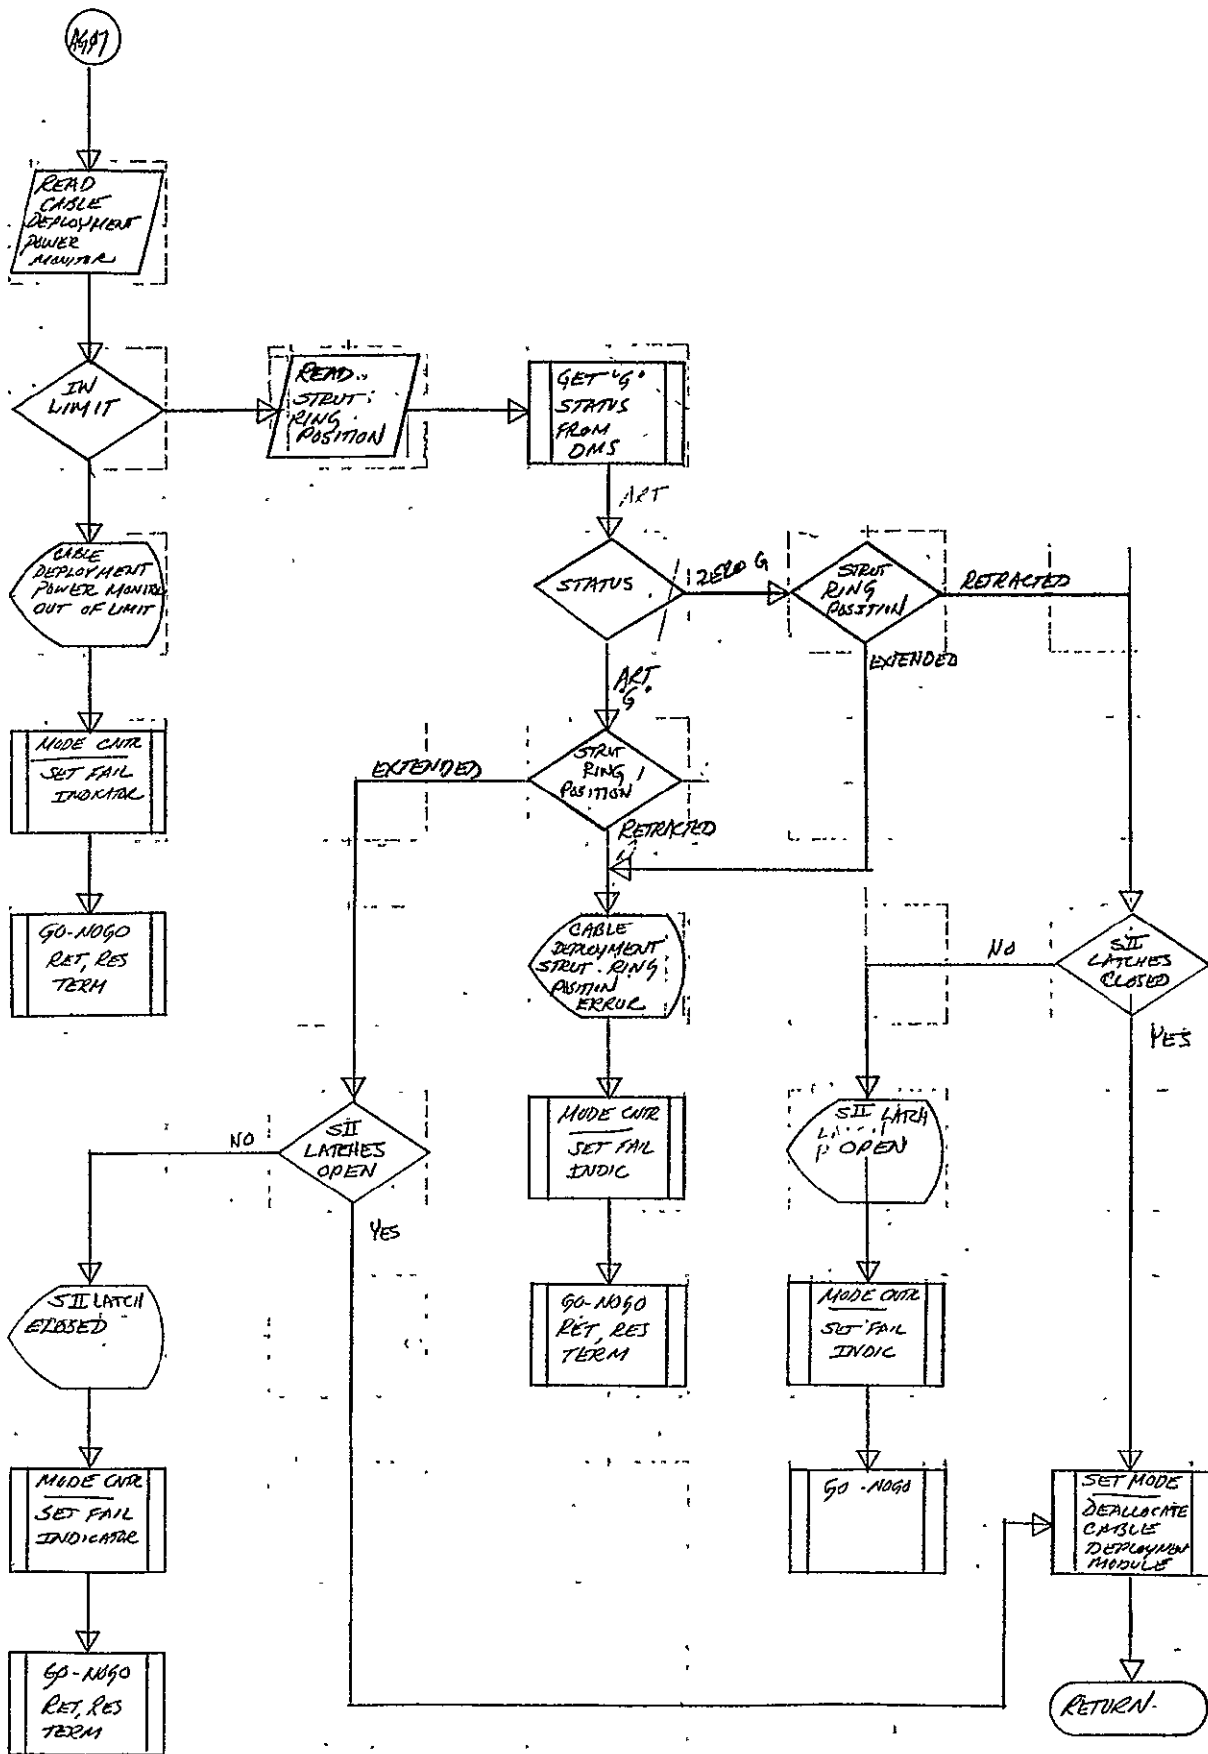 READ
CABLE
DEPLOYMENT
POWER
MONITOR
IN
LIMIT
READ
STRUT
RING
POSITION
GET "G"
STATUS
FROM
DMS
ART
CABLE
DEPLOYMENT
POWER MONITR
OUT OF LIMIT
STATUS
ZERO G
STRUT
RING
POSITION
RETRACTED
EXTENDED
ART
"G"
MODE CNTR
SET FAIL
INDICATOR
EXTENDED
STRUT
RING
POSITION
RETRACTED
GO-NOGO
RET, RES
TERM
CABLE
DEPLOYMENT
STRUT RING
POSITION
ERROR
NO
SII
LATCHES
CLOSED
YES
NO
SII
LATCHES
OPEN
YES
MODE CNTR
SET FAIL
INDIC
SII LATCH
OPEN
SII LATCH
CLOSED
GO-NOGO
RET, RES
TERM
MODE CNTR
SET FAIL
INDIC
MODE CNTR
SET FAIL
INDICATOR
GO-NOGO
SET MODE
DEALLOCATE
CABLE
DEPLOYMEN
MODULE
GO-NOGO
RET, RES
TERM
RETURN